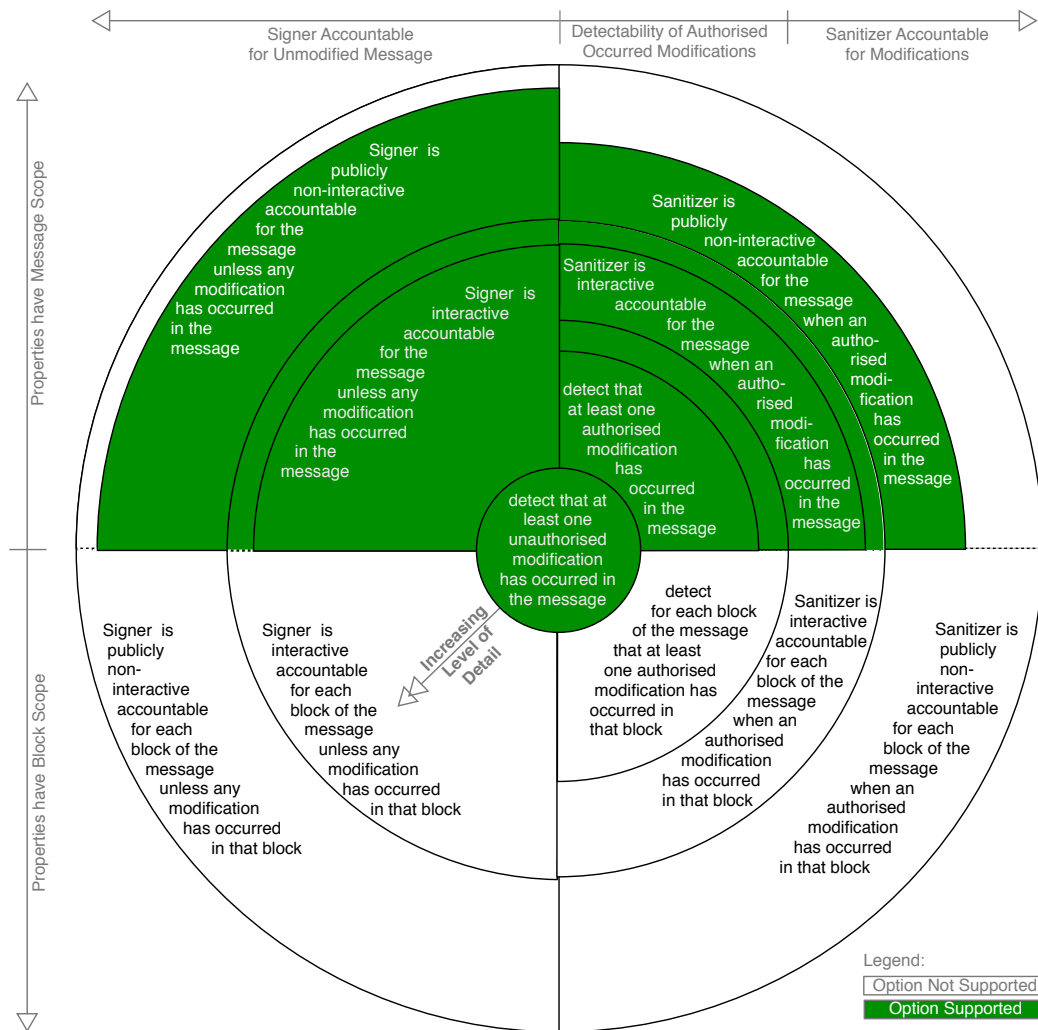 Signer Accountable
for Unmodified Message
Detectability of Authorised
Occurred Modifications
Sanitizer Accountable
for Modifications
Properties have Message Scope
Signer is
publicly
non-interactive
accountable
for the
message
unless any
modification
has occurred
in the
message
Signer is
interactive
accountable
for the
message
unless any
modification
has occurred
in the
message
Sanitizer is
publicly
non-interactive
accountable
for the
message
when an
autho-
rised
modi-
fication
has
occurred
in the
message
Sanitizer is
interactive
accountable
for the
message
when an
autho-
rised
modi-
fication
has
occurred
in the
message
detect that
at least one
authorised
modification
has
occurred
in the
message
detect that at
least one
unauthorised
modification
has occurred in
the message
Properties have Block Scope
Signer is
publicly
non-
interactive
accountable
for each
block of the
message
unless any
modification
has occurred
in that block
Signer is
interactive
accountable
for each
block of the
message
unless any
modification
has occurred
in that block
Increasing
Level of
Detail
detect
for each block
of the message
that at least
one authorised
modification has
occurred in
that block
Sanitizer is
interactive
accountable
for each
block of the
message
when an
authorised
modification
has occurred
in that block
Sanitizer is
publicly
non-
interactive
accountable
for each
block of the
message
when an
authorised
modification
has occurred
in that block
Legend:
Option Not Supported
Option Supported